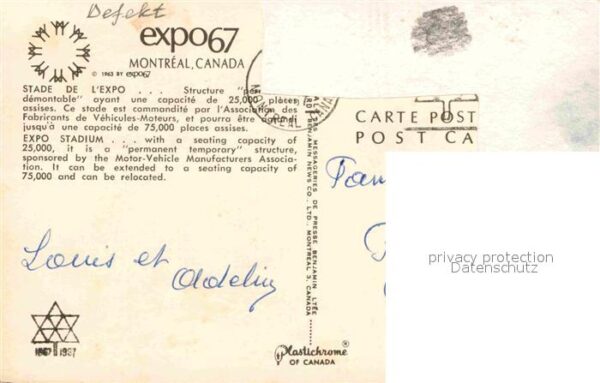 Defekt
expo67
MONTRÉAL, CANADA
© 1963 BY expo67
STADE DE L'EXPO . . . Structure
démontable" ayant une capacité de 25,000 places
assises. Ce stade est commandité par l'Association des
Fabricants de Véhicules-Moteurs, et pourra être
jusqu'à une capacité de 75,000 places assises.
EXPO STADIUM . . . with a seating capacity of
25,000, it is a "permanent temporary" structure,
sponsored by the Motor-Vehicle Manufacturers Associa-
tion. It can be extended to a seating capacity of
75,000 and can be relocated.
Louis et
1867 1967
MESSAGERIES DE PRESSE BENJAMIN LTÉE
BENJAMIN NEWS CO. LTD. MONTREAL 3, CANADA
Plastichrome®
OF CANADA
CARTE POST
POST CA
privacy protection
Datenschutz